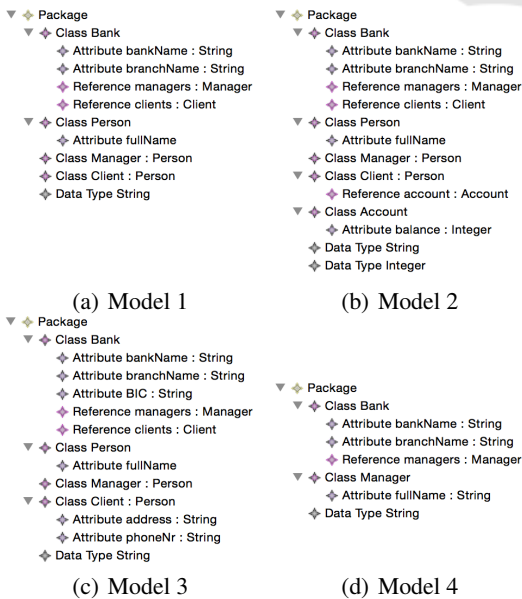 Package
Class Bank
Attribute bankName : String
Attribute branchName : String
Reference managers : Manager
Reference clients : Client
Class Person
Attribute fullName
Class Manager : Person
Class Client : Person
Data Type String
(a) Model 1
Package
Class Bank
Attribute bankName : String
Attribute branchName : String
Reference managers : Manager
Reference clients : Client
Class Person
Attribute fullName
Class Manager : Person
Class Client : Person
Reference account : Account
Class Account
Attribute balance : Integer
Data Type String
Data Type Integer
(b) Model 2
Package
Class Bank
Attribute bankName : String
Attribute branchName : String
Attribute BIC : String
Reference managers : Manager
Reference clients : Client
Class Person
Attribute fullName
Class Manager : Person
Class Client : Person
Attribute address : String
Attribute phoneNr : String
Data Type String
(c) Model 3
Package
Class Bank
Attribute bankName : String
Attribute branchName : String
Reference managers : Manager
Class Manager
Attribute fullName : String
Data Type String
(d) Model 4